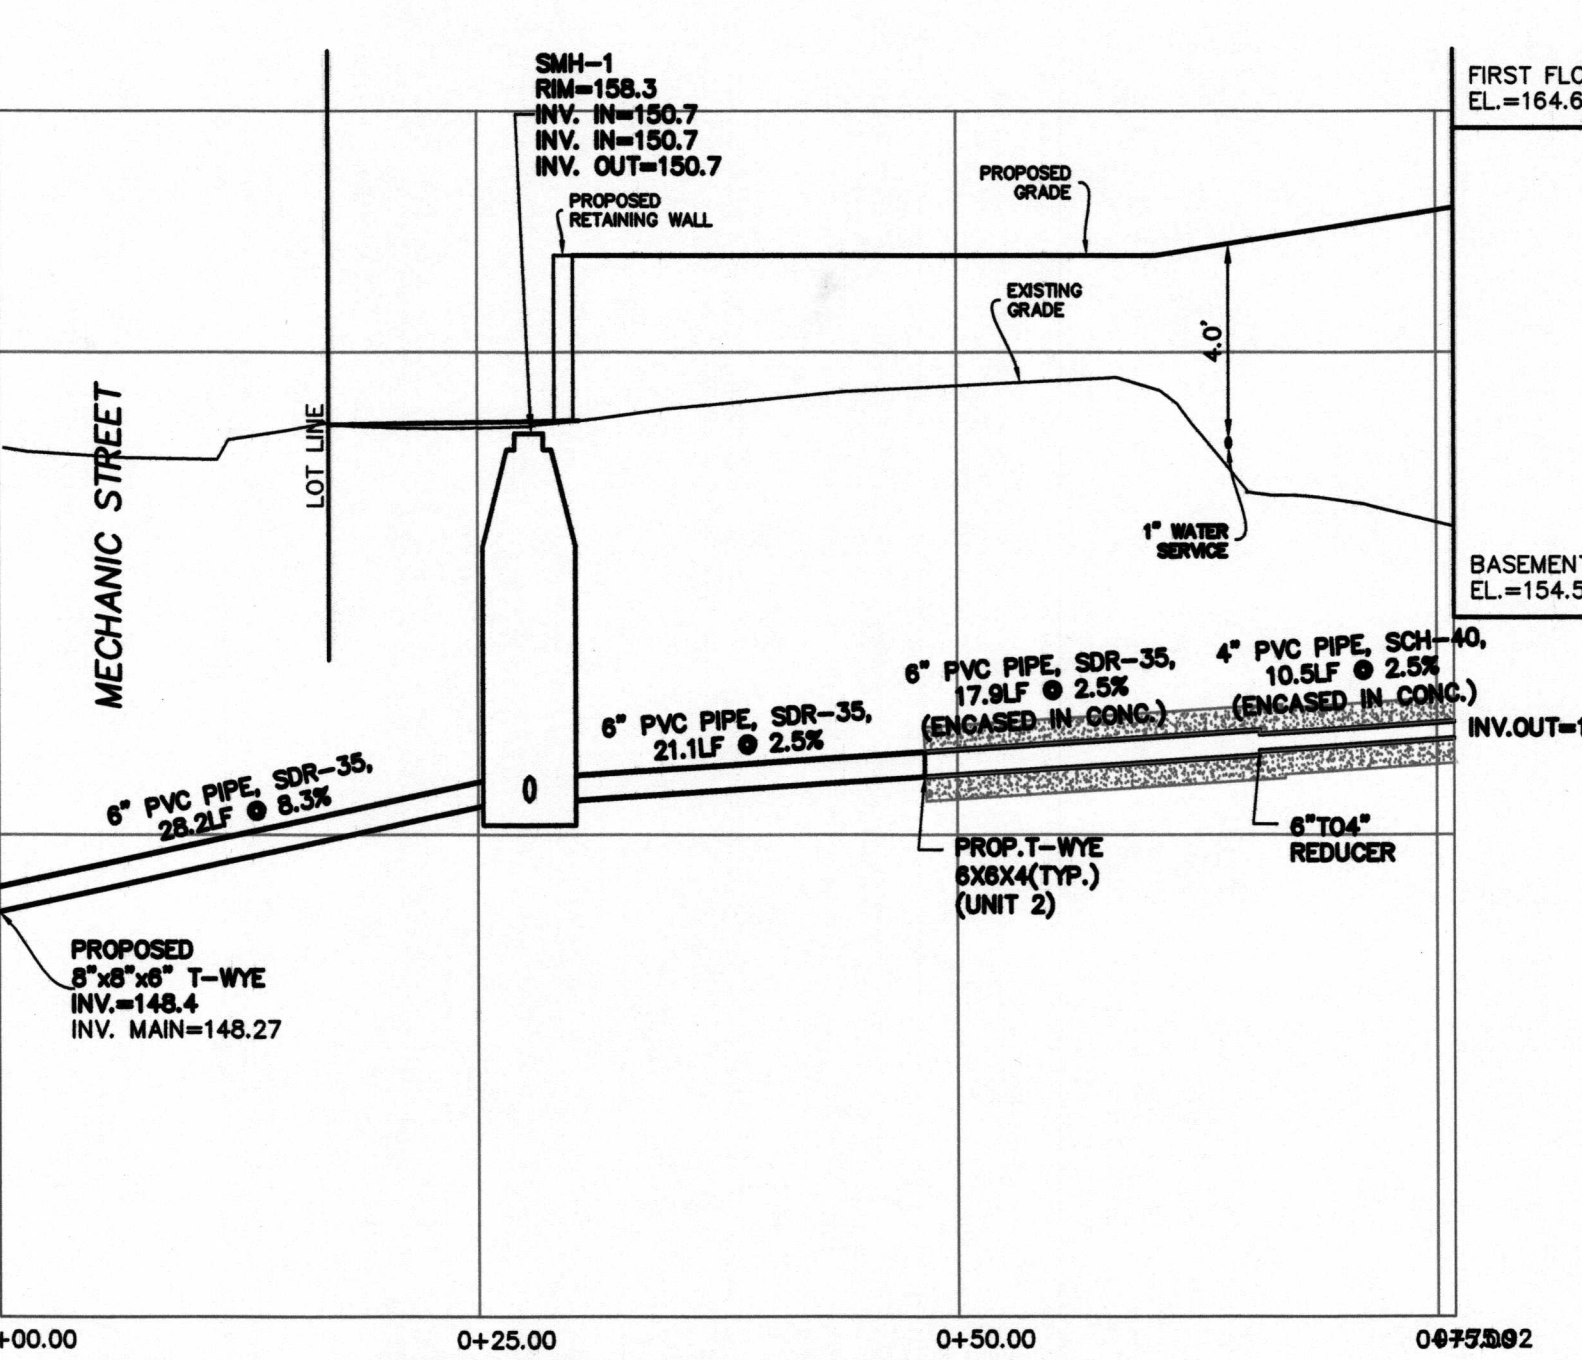 SMH-1
RIM=158.3
INV. IN=150.7
INV. IN=150.7
INV. OUT=150.7
PROPOSED
RETAINING WALL
PROPOSED
GRADE
EXISTING
GRADE
FIRST FLO
EL.=164.6
4.0'
MECHANIC STREET
LOT LINE
1" WATER
SERVICE
BASEMENT
EL.=154.5
6" PVC PIPE, SDR-35,
28.2LF @ 8.3%
6" PVC PIPE, SDR-35,
21.1LF @ 2.5%
6" PVC PIPE, SDR-35,
17.9LF @ 2.5%
(ENCASED IN CONC.)
4" PVC PIPE, SCH-40,
10.5LF @ 2.5%
(ENCASED IN CONC.)
INV.OUT=1
PROP.T-WYE
6X6X4(TYP.)
(UNIT 2)
6"TO4"
REDUCER
PROPOSED
8"x8"x6" T-WYE
INV.=148.4
INV. MAIN=148.27
+00.00
0+25.00
0+50.00